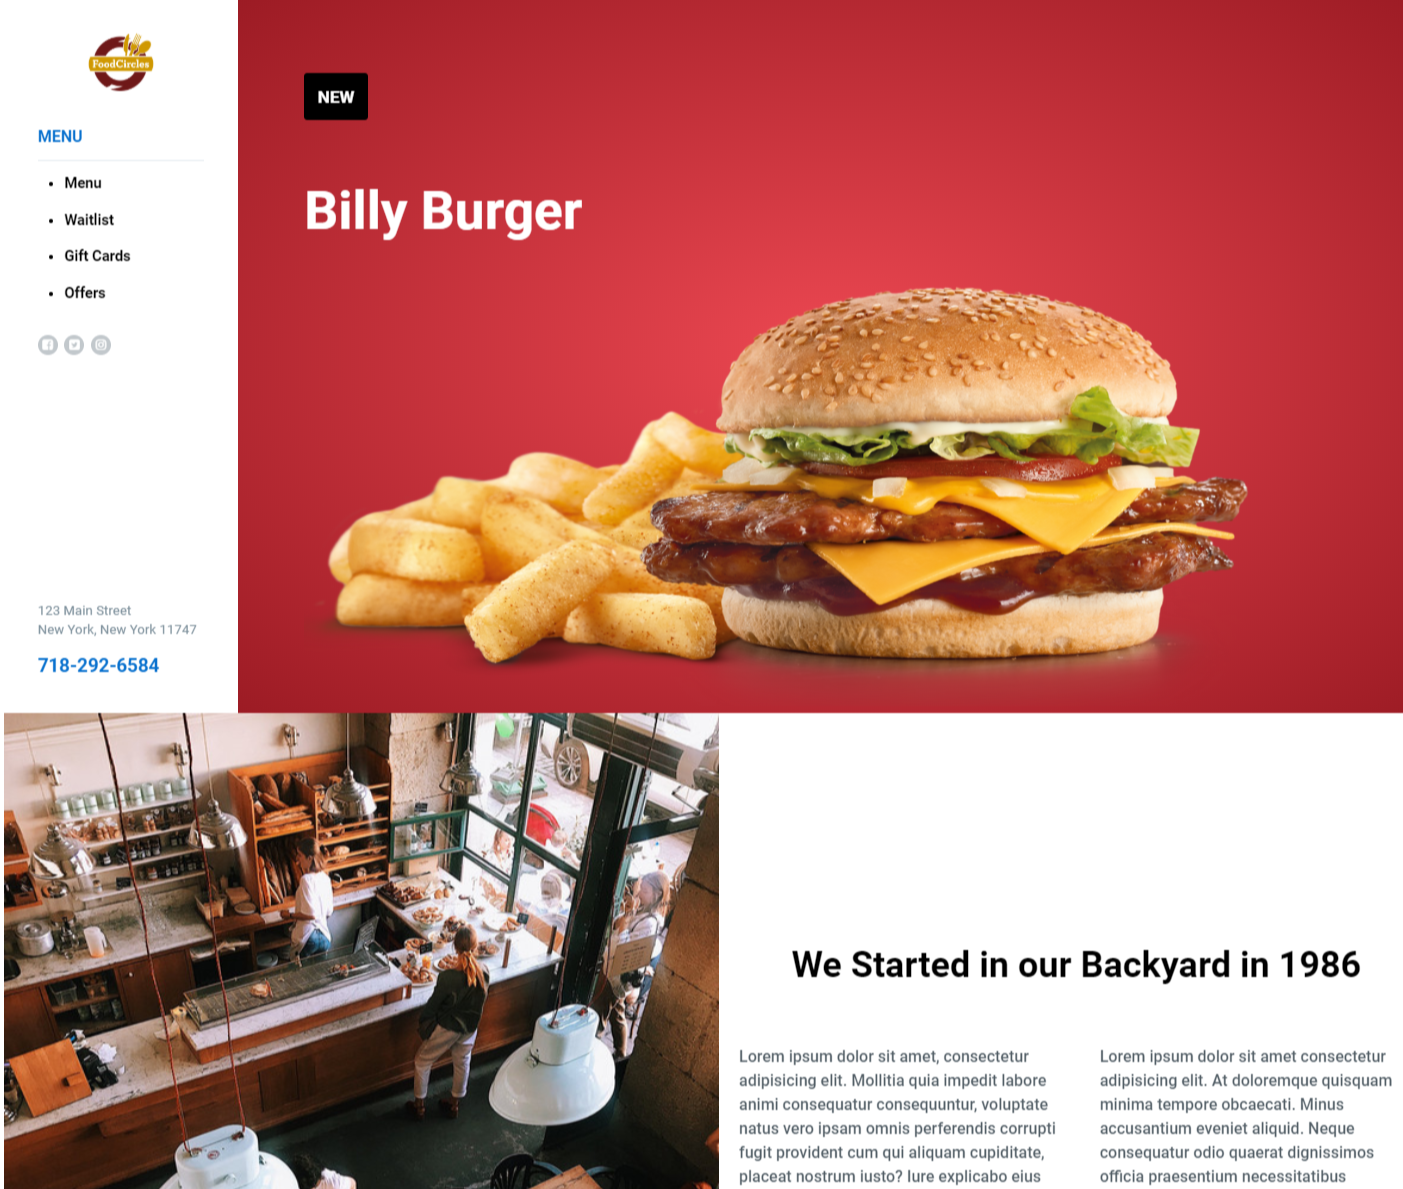 FoodCircles
MENU
Menu
Waitlist
Gift Cards
Offers
123 Main Street
New York, New York 11747
718-292-6584
NEW
Billy Burger
We Started in our Backyard in 1986
Lorem ipsum dolor sit amet, consectetur
adipisicing elit. Mollitia quia impedit labore
animi consequatur consequuntur, voluptate
natus vero ipsam omnis perferendis corrupti
fugit provident cum qui aliquam cupiditate,
placeat nostrum iusto? Iure explicabo eius
Lorem ipsum dolor sit amet consectetur
adipisicing elit. At doloremque quisquam
minima tempore obcaecati. Minus
accusantium eveniet aliquid. Neque
consequatur odio quaerat dignissimos
officia praesentium necessitatibus